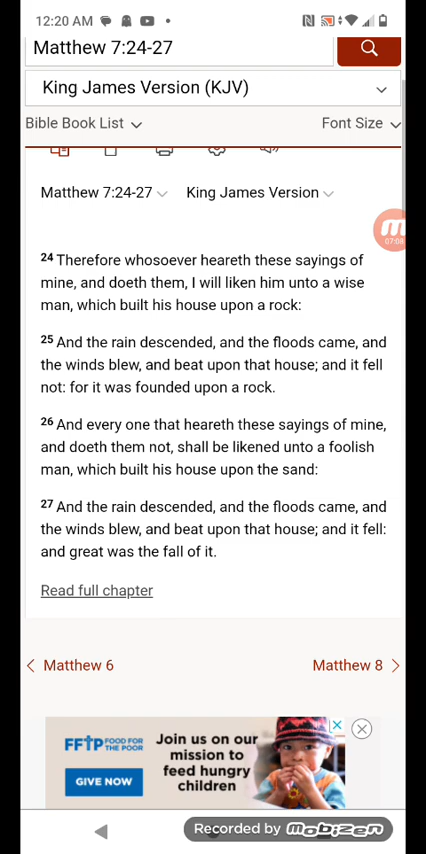 12:20 AM
Matthew 7:24-27
King James Version (KJV)
Bible Book List
Font Size
Matthew 7:24-27 King James Version
07:08
24 Therefore whosoever heareth these sayings of
mine, and doeth them, I will liken him unto a wise
man, which built his house upon a rock:
25 And the rain descended, and the floods came, and
the winds blew, and beat upon that house; and it fell
not: for it was founded upon a rock.
26 And every one that heareth these sayings of mine,
and doeth them not, shall be likened unto a foolish
man, which built his house upon the sand:
27 And the rain descended, and the floods came, and
the winds blew, and beat upon that house; and it fell:
and great was the fall of it.
Read full chapter
Matthew 6
Matthew 8
FFTP FOOD FOR
THE POOR
GIVE NOW
Join us on our
mission to
feed hungry
children
Recorded by mobizen